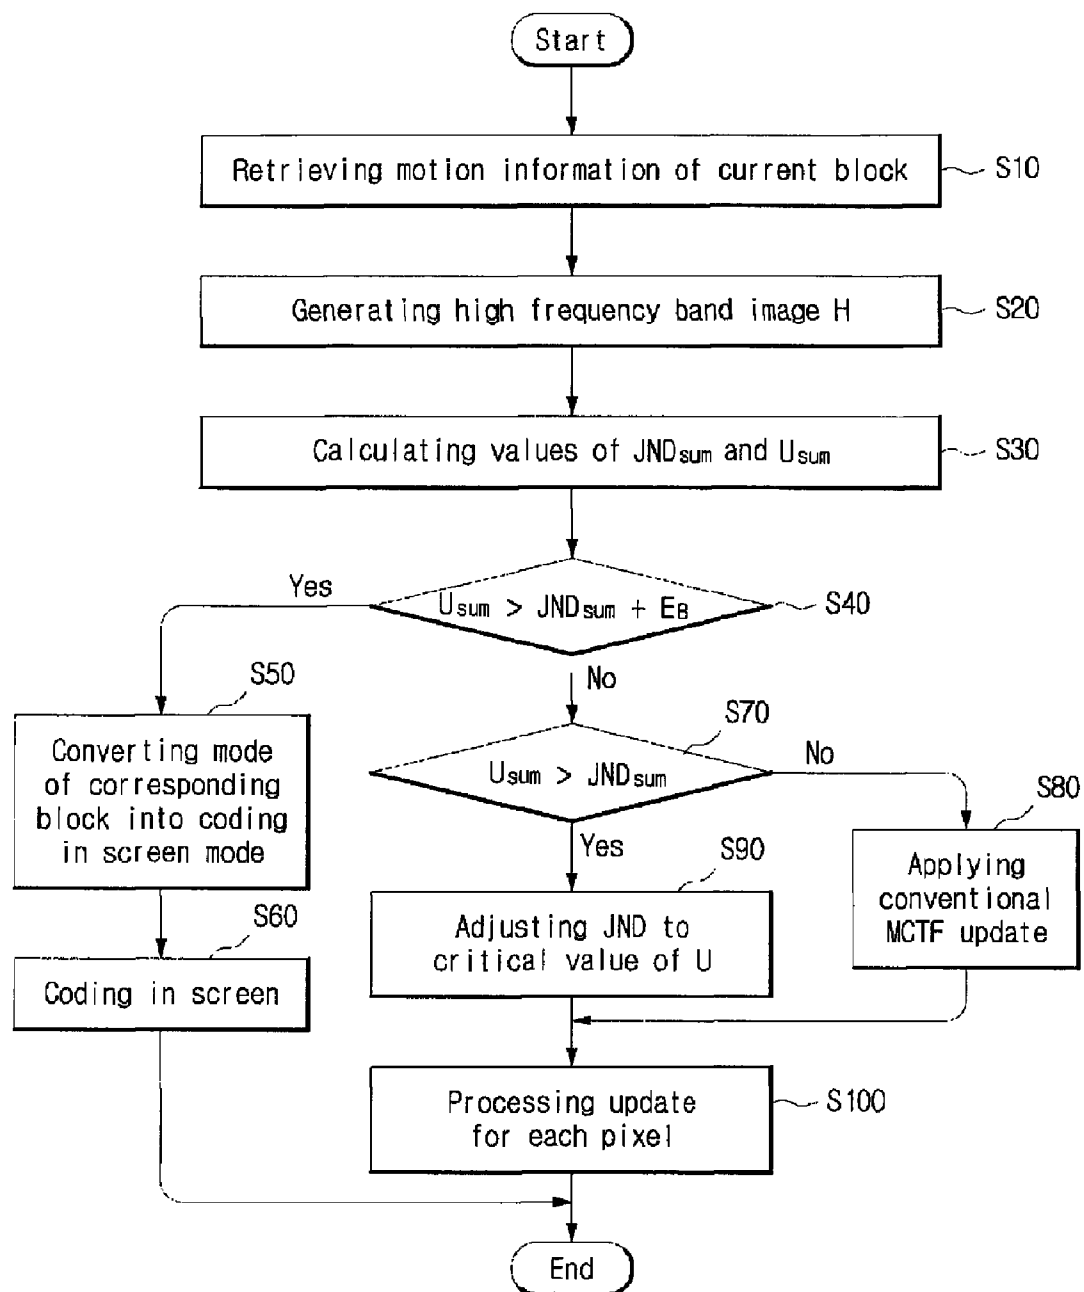 Start
Retrieving motion information of current block
S10
Generating high frequency band image H
S20
Calculating values of JNDsum and Usum
S30
Yes
Usum > JNDsum + EB
S40
No
S50
Converting mode
of corresponding
block into coding
in screen mode
S70
Usum > JNDsum
No
S80
Applying
conventional
MCTF update
Yes
S90
Adjusting JND to
critical value of U
S60
Coding in screen
Processing update
for each pixel
S100
End